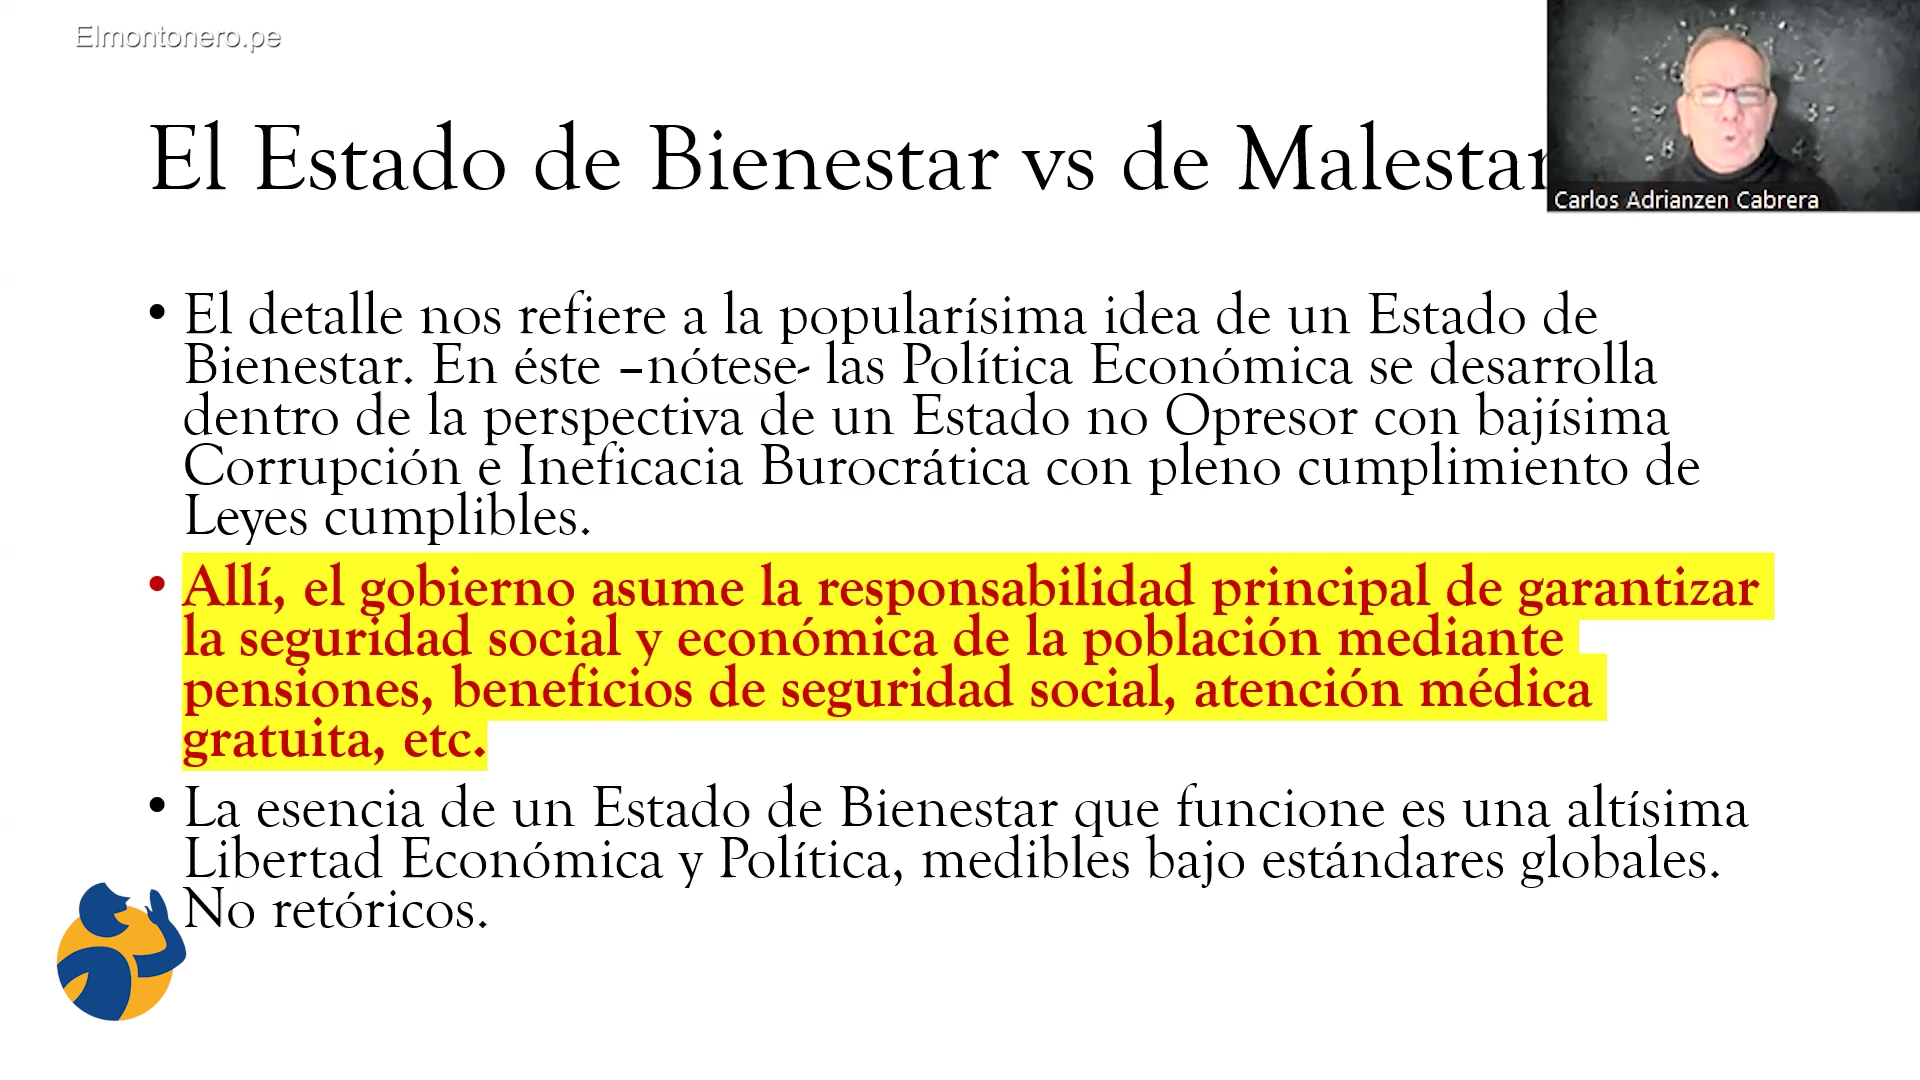 Elmontonero.pe
El Estado de Bienestar vs de Malestar
Carlos Adrianzen Cabrera
• El detalle nos refiere a la popularísima idea de un Estado de
Bienestar. En éste –nótese- las Política Económica se desarrolla
dentro de la perspectiva de un Estado no Opresor con bajísima
Corrupción e Ineficacia Burocrática con pleno cumplimiento de
Leyes cumplibles.
• Allí, el gobierno asume la responsabilidad principal de garantizar
la seguridad social y económica de la población mediante
pensiones, beneficios de seguridad social, atención médica
gratuita, etc.
• La esencia de un Estado de Bienestar que funcione es una altísima
Libertad Económica y Política, medibles bajo estándares globales.
No retóricos.